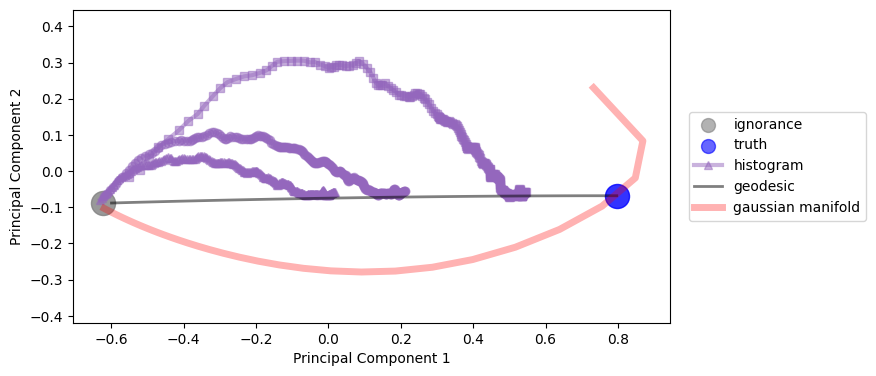 0.4
0.3
0.2
0.1
0.0
−0.1
−0.2
−0.3
−0.4
Principal Component 2
−0.6
−0.4
−0.2
0.0
0.2
0.4
0.6
0.8
Principal Component 1
ignorance
truth
histogram
geodesic
gaussian manifold